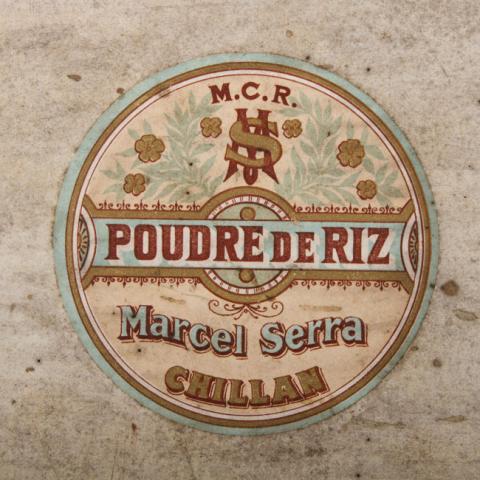 M.C.R.
POUDRE DE RIZ
Marcel Serra
CHILLAN